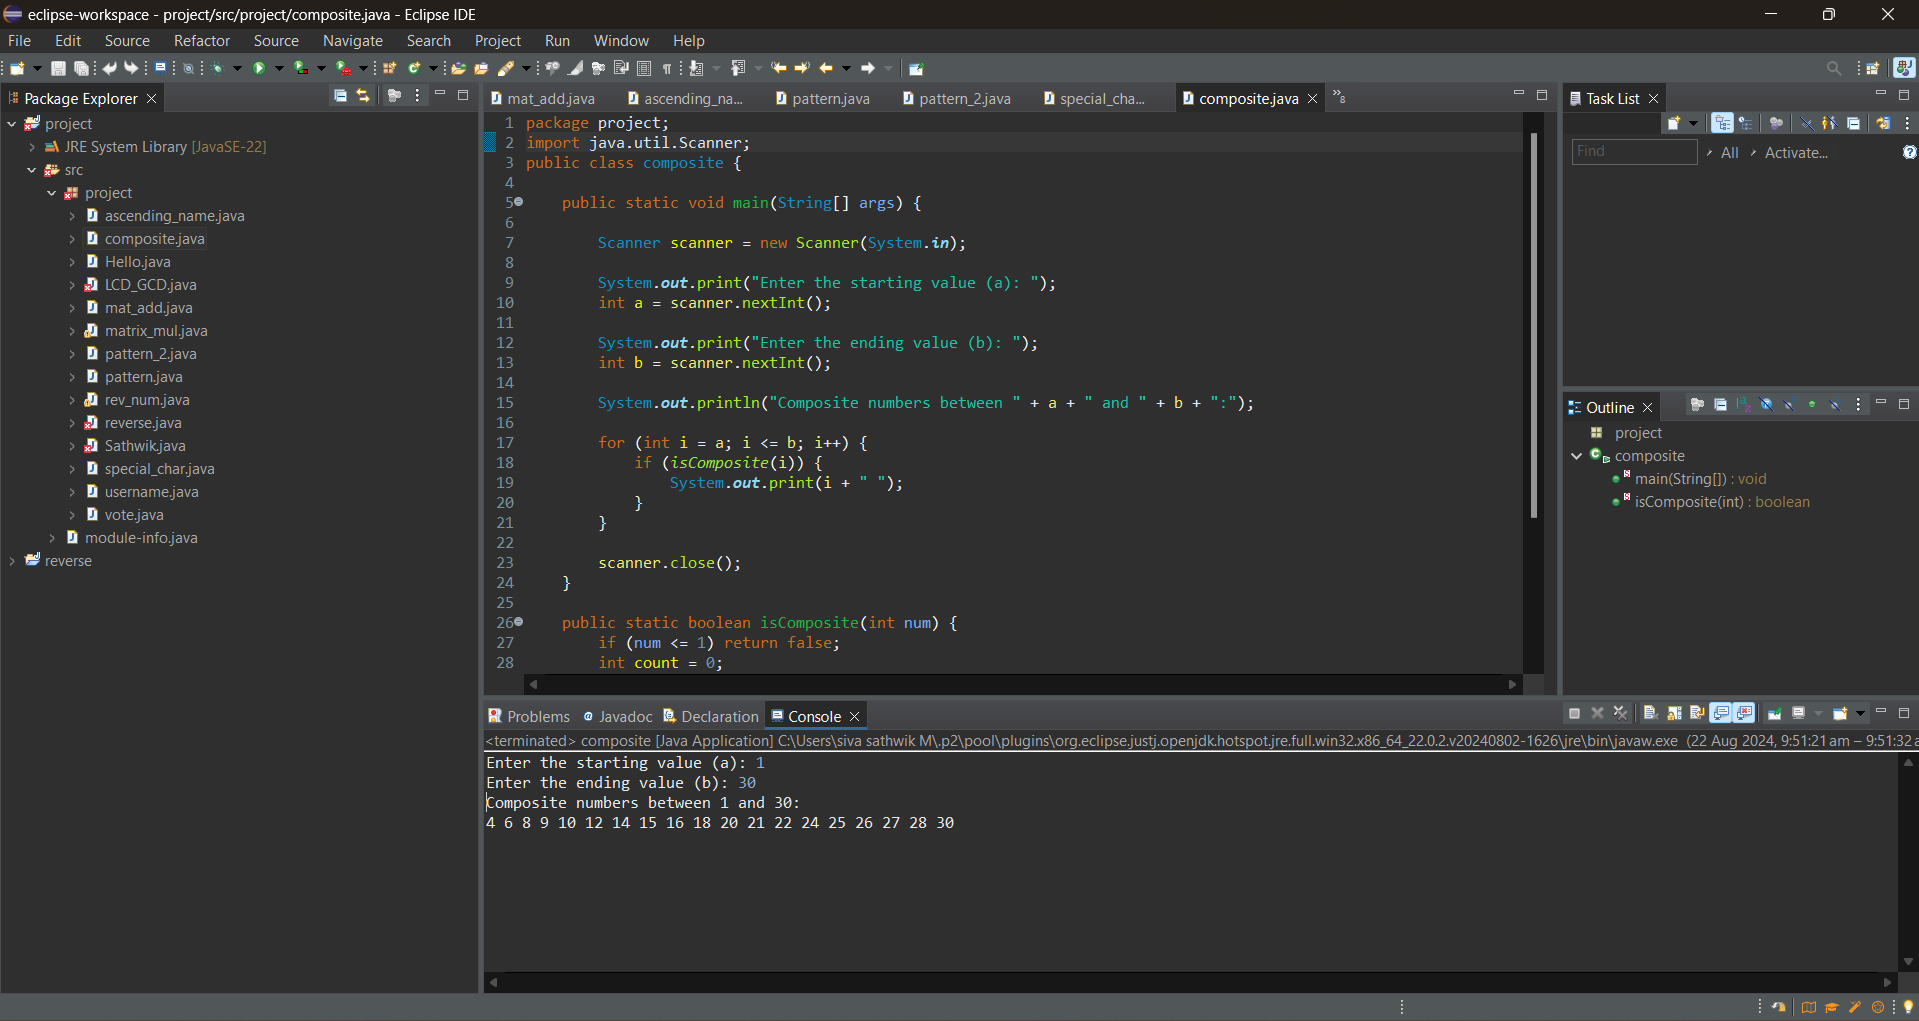 eclipse-workspace - project/src/project/composite.java - Eclipse IDE
File Edit Source Refactor Source Navigate Search Project Run Window Help
Package Explorer
project
JRE System Library [JavaSE-22]
src
project
ascending_name.java
composite.java
Hello.java
LCD_GCD.java
mat_add.java
matrix_mul.java
pattern_2.java
pattern.java
rev_num.java
reverse.java
Sathwik.java
special_char.java
username.java
vote.java
module-info.java
reverse
mat_add.java ascending_na... pattern.java pattern_2.java special_cha... composite.java »8
1 package project;
2 import java.util.Scanner;
3 public class composite {
4
5 public static void main(String[] args) {
6
7 Scanner scanner = new Scanner(System.in);
8
9 System.out.print("Enter the starting value (a): ");
10 int a = scanner.nextInt();
11
12 System.out.print("Enter the ending value (b): ");
13 int b = scanner.nextInt();
14
15 System.out.println("Composite numbers between " + a + " and " + b + ":");
16
17 for (int i = a; i <= b; i++) {
18 if (isComposite(i)) {
19 System.out.print(i + " ");
20 }
21 }
22
23 scanner.close();
24 }
25
26 public static boolean isComposite(int num) {
27 if (num <= 1) return false;
28 int count = 0;
Task List
Find All Activate...
Outline
project
composite
main(String[]) : void
isComposite(int) : boolean
Problems Javadoc Declaration Console
<terminated> composite [Java Application] C:\Users\siva sathwik M\.p2\pool\plugins\org.eclipse.justj.openjdk.hotspot.jre.full.win32.x86_64_22.0.2.v20240802-1626\jre\bin\javaw.exe (22 Aug 2024, 9:51:21 am – 9:51:32 a
Enter the starting value (a): 1
Enter the ending value (b): 30
Composite numbers between 1 and 30:
4 6 8 9 10 12 14 15 16 18 20 21 22 24 25 26 27 28 30